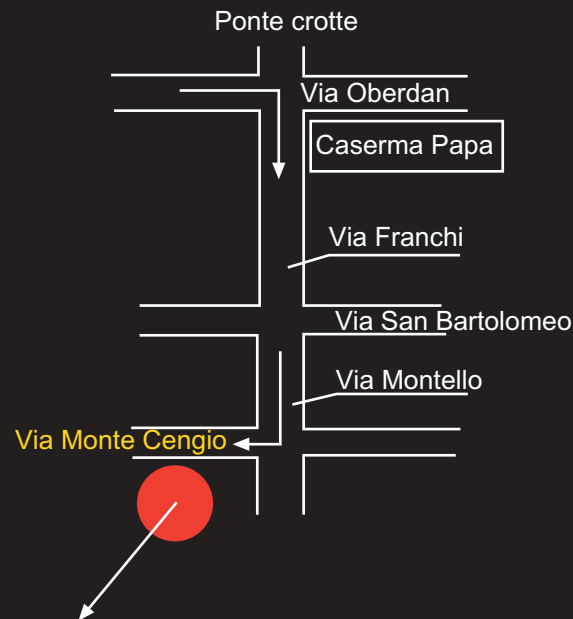 Ponte crotte
Via Oberdan
Caserma Papa
Via Franchi
Via San Bartolomeo
Via Montello
Via Monte Cengio